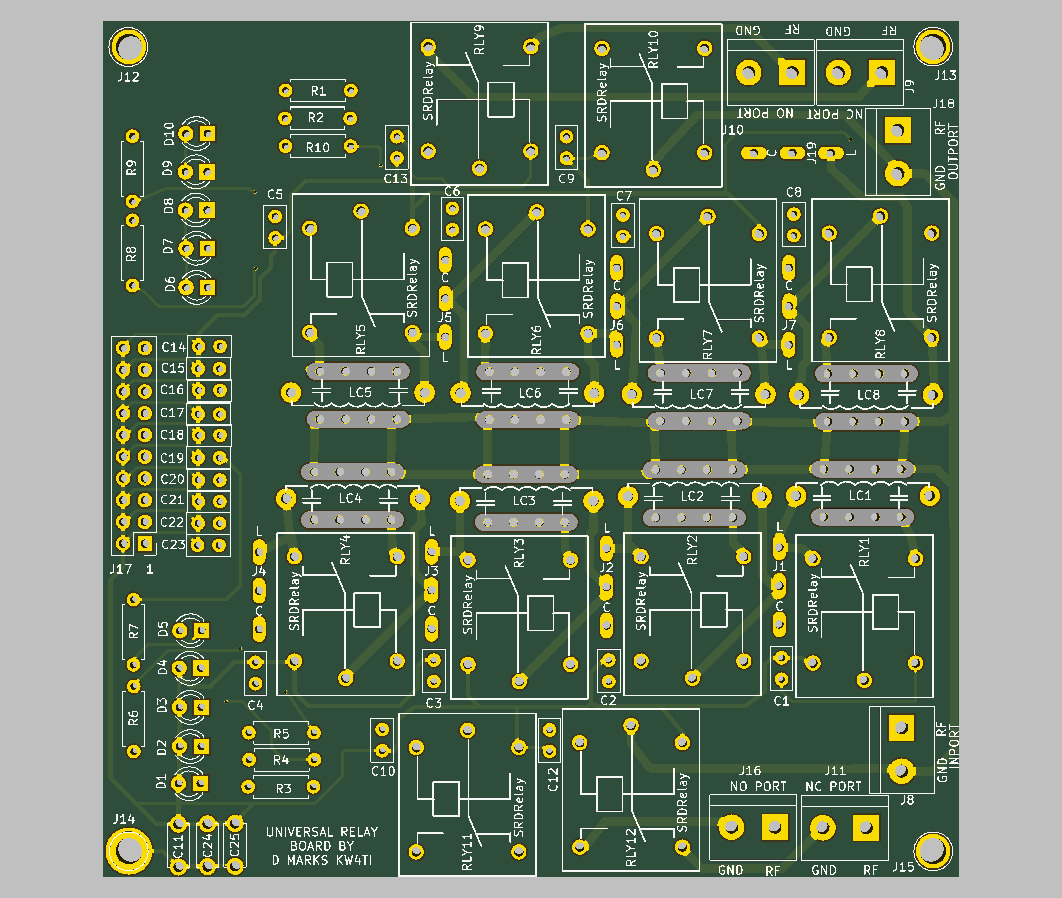 J12
RLY9
SRDRelay
RLY10
SRDRelay
GND
RF
GND
RF
J9
J13
NO PORT
NC PORT
J18
RF
GND
OUTPORT
J10
C
J19
L
R1
R2
R10
C13
C9
D10
D9
D8
D7
D6
R9
R8
C5
C6
C7
C8
RLY5
SRDRelay
C
J5
L
RLY6
SRDRelay
C
J6
L
RLY7
SRDRelay
C
J7
L
RLY8
SRDRelay
LC5
LC6
LC7
LC8
C14
C15
C16
C17
C18
C19
C20
C21
C22
C23
J17
1
LC4
LC3
LC2
LC1
L
J4
C
RLY4
SRDRelay
L
J3
C
RLY3
SRDRelay
L
J2
C
RLY2
SRDRelay
L
J1
C
RLY1
SRDRelay
C4
C3
C2
C1
R7
R6
D5
D4
D3
D2
D1
R5
R4
R3
C10
C12
RLY11
SRDRelay
RLY12
SRDRelay
RF
GND
INPORT
J8
J16
NO PORT
J11
NC PORT
GND
RF
GND
RF
J15
J14
C11
C24
C25
UNIVERSAL RELAY
BOARD BY
D MARKS KW4TI